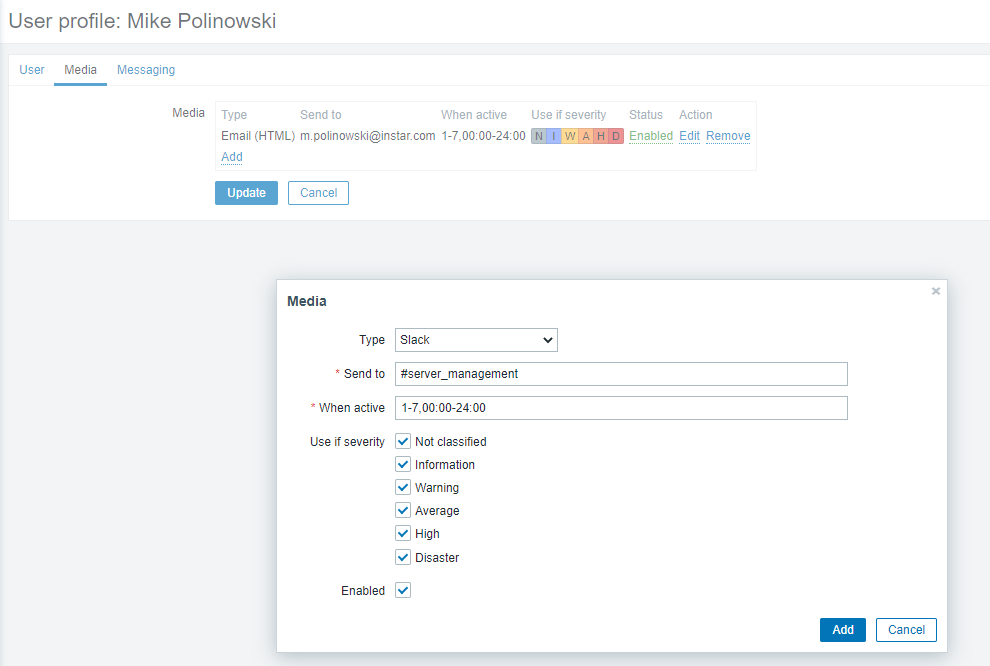 User profile: Mike Polinowski
User Media Messaging
Media Type Send to When active Use if severity Status Action
Email (HTML) m.polinowski@instar.com 1-7,00:00-24:00 N I W A H D Enabled Edit Remove
Add
Update Cancel
Media
Type Slack
* Send to #server_management
* When active 1-7,00:00-24:00
Use if severity Not classified
Information
Warning
Average
High
Disaster
Enabled
Add Cancel